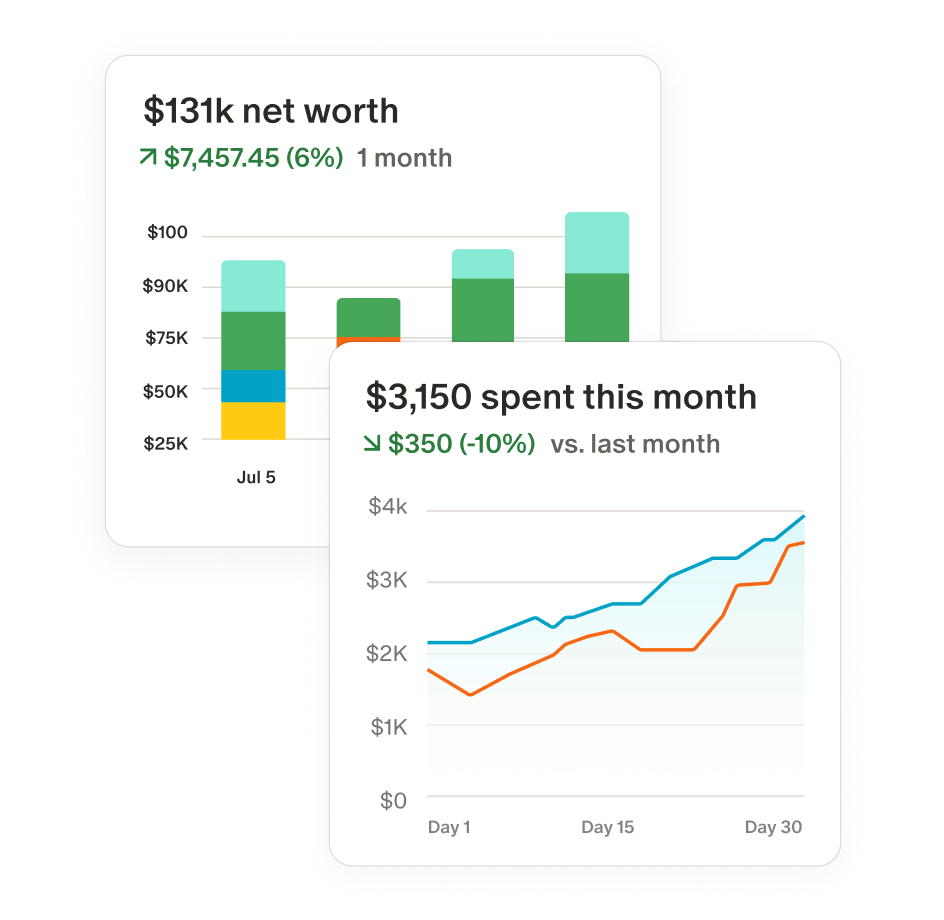 $131k net worth
$7,457.45 (6%) 1 month
$100
$90K
$75K
$50K
$25K
Jul 5
$3,150 spent this month
$350 (-10%) vs. last month
$4k
$3K
$2K
$1K
$0
Day 1 Day 15 Day 30